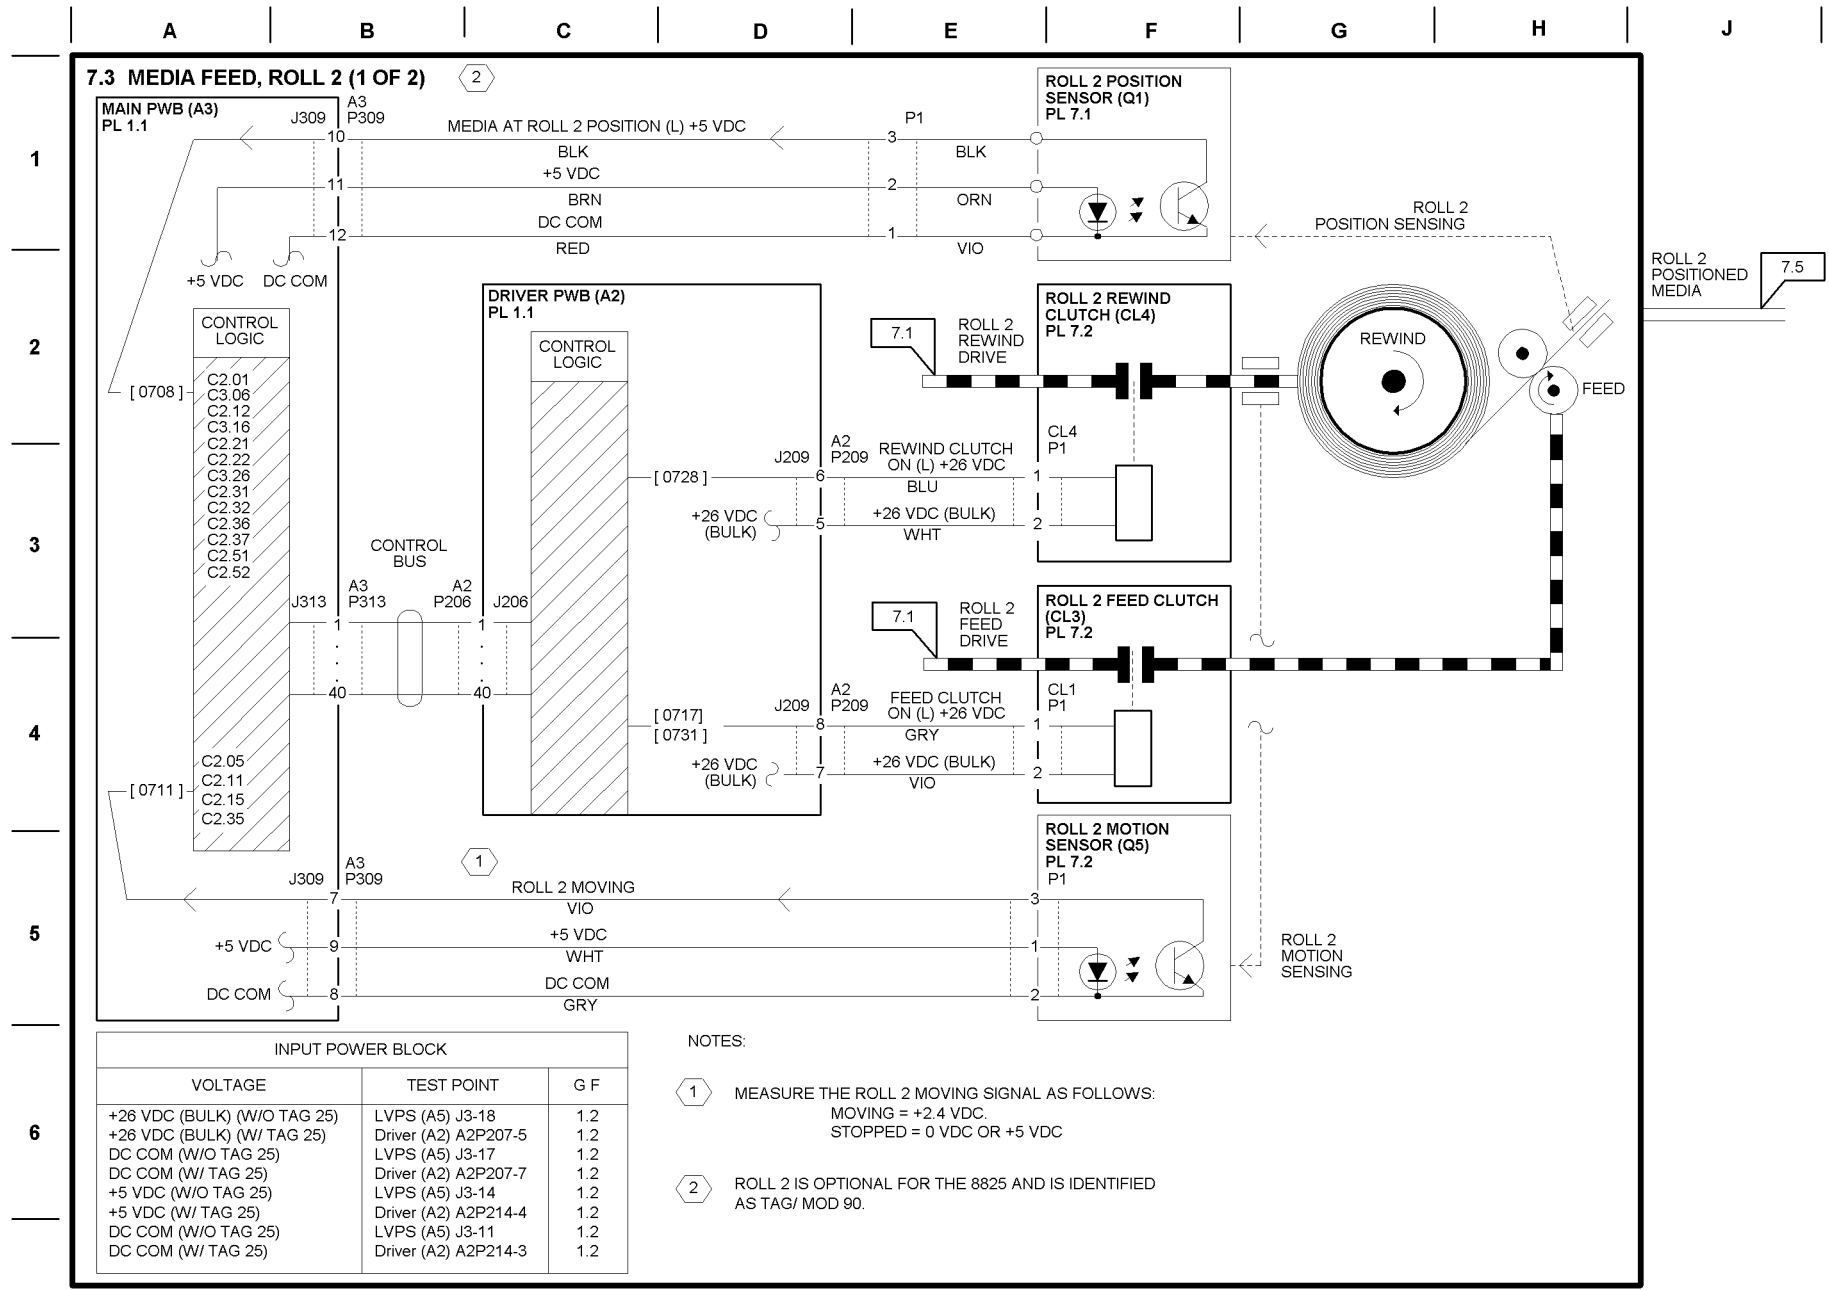 A B C D E F G H J
7.3 MEDIA FEED, ROLL 2 (1 OF 2)
2
MAIN PWB (A3)
PL 1.1
J309
A3
P309
10
MEDIA AT ROLL 2 POSITION (L) +5 VDC
BLK
P1
3
BLK
11
+5 VDC
BRN
2
ORN
12
DC COM
RED
1
VIO
ROLL 2 POSITION
SENSOR (Q1)
PL 7.1
ROLL 2
POSITION SENSING
1
+5 VDC
DC COM
CONTROL
LOGIC
[ 0708 ]
C2.01
C3.06
C2.12
C3.16
C2.21
C2.22
C3.26
C2.31
C2.32
C2.36
C2.37
C2.51
C2.52
DRIVER PWB (A2)
PL 1.1
CONTROL
LOGIC
7.1
ROLL 2
REWIND
DRIVE
ROLL 2 REWIND
CLUTCH (CL4)
PL 7.2
REWIND
FEED
ROLL 2
POSITIONED
MEDIA
7.5
2
[ 0728 ]
J209
A2
P209
6
REWIND CLUTCH
ON (L) +26 VDC
BLU
CL4
P1
1
+26 VDC
(BULK)
5
+26 VDC (BULK)
WHT
2
3
CONTROL
BUS
J313
A3
P313
A2
P206
J206
1
1
40
40
7.1
ROLL 2
FEED
DRIVE
ROLL 2 FEED CLUTCH
(CL3)
PL 7.2
[ 0717]
[ 0731 ]
J209
A2
P209
8
FEED CLUTCH
ON (L) +26 VDC
GRY
CL1
P1
1
+26 VDC
(BULK)
7
+26 VDC (BULK)
VIO
2
4
[ 0711 ]
C2.05
C2.11
C2.15
C2.35
1
J309
A3
P309
7
ROLL 2 MOVING
VIO
3
ROLL 2 MOTION
SENSOR (Q5)
PL 7.2
P1
+5 VDC
9
+5 VDC
WHT
1
DC COM
8
DC COM
GRY
2
ROLL 2
MOTION
SENSING
5
INPUT POWER BLOCK
VOLTAGE TEST POINT G F
+26 VDC (BULK) (W/O TAG 25) LVPS (A5) J3-18 1.2
+26 VDC (BULK) (W/ TAG 25) Driver (A2) A2P207-5 1.2
DC COM (W/O TAG 25) LVPS (A5) J3-17 1.2
DC COM (W/ TAG 25) Driver (A2) A2P207-7 1.2
+5 VDC (W/O TAG 25) LVPS (A5) J3-14 1.2
+5 VDC (W/ TAG 25) Driver (A2) A2P214-4 1.2
DC COM (W/O TAG 25) LVPS (A5) J3-11 1.2
DC COM (W/ TAG 25) Driver (A2) A2P214-3 1.2
6
NOTES:
1 MEASURE THE ROLL 2 MOVING SIGNAL AS FOLLOWS:
MOVING = +2.4 VDC.
STOPPED = 0 VDC OR +5 VDC
2 ROLL 2 IS OPTIONAL FOR THE 8825 AND IS IDENTIFIED
AS TAG/ MOD 90.